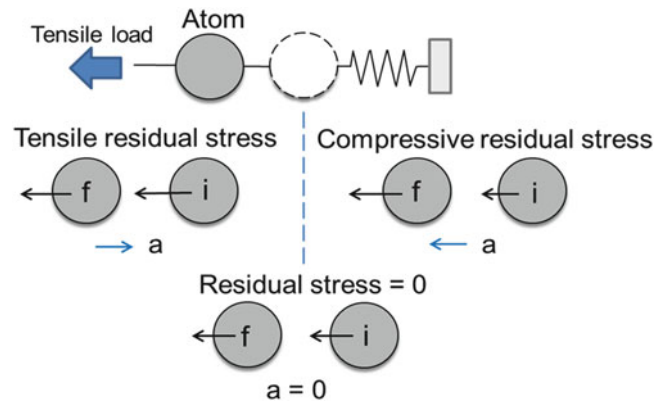 Atom
Tensile load
Tensile residual stress
Compressive residual stress
f i
f i
a
a
Residual stress = 0
f i
a = 0